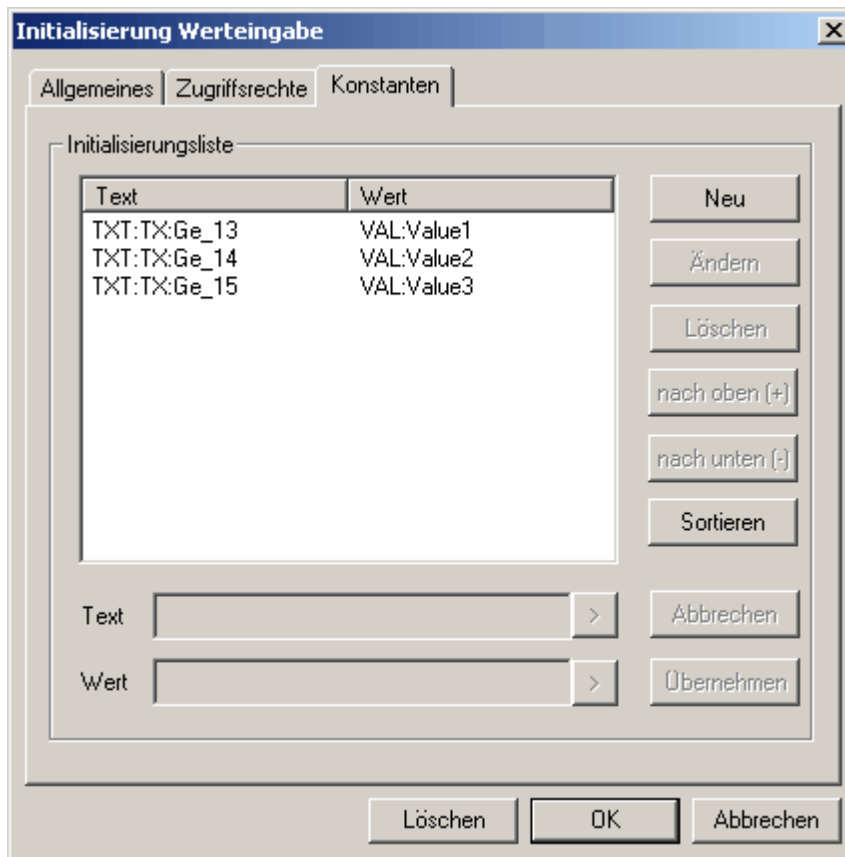 Initialisierung Werteingabe
Allgemeines Zugriffsrechte Konstanten
Initialisierungsliste
Text Wert
TXT:TX:Ge_13 VAL:Value1
TXT:TX:Ge_14 VAL:Value2
TXT:TX:Ge_15 VAL:Value3
Neu
Ändern
Löschen
nach oben (+)
nach unten (-)
Sortieren
Text > Abbrechen
Wert > Übernehmen
Löschen OK Abbrechen